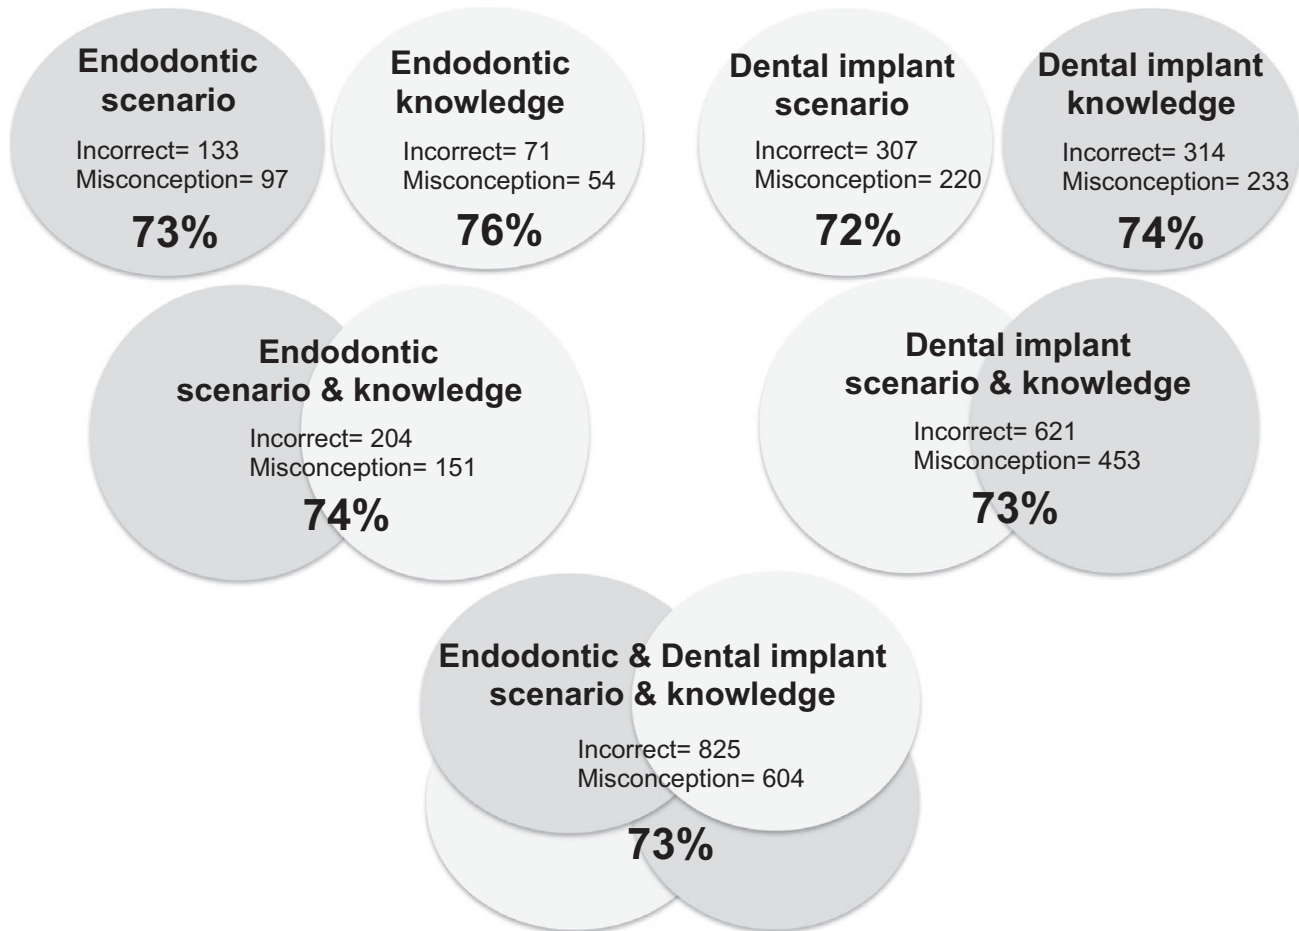 Endodontic
scenario
Incorrect= 133
Misconception= 97
73%
Endodontic
knowledge
Incorrect= 71
Misconception= 54
76%
Dental implant
scenario
Incorrect= 307
Misconception= 220
72%
Dental implant
knowledge
Incorrect= 314
Misconception= 233
74%
Endodontic
scenario & knowledge
Incorrect= 204
Misconception= 151
74%
Dental implant
scenario & knowledge
Incorrect= 621
Misconception= 453
73%
Endodontic & Dental implant
scenario & knowledge
Incorrect= 825
Misconception= 604
73%